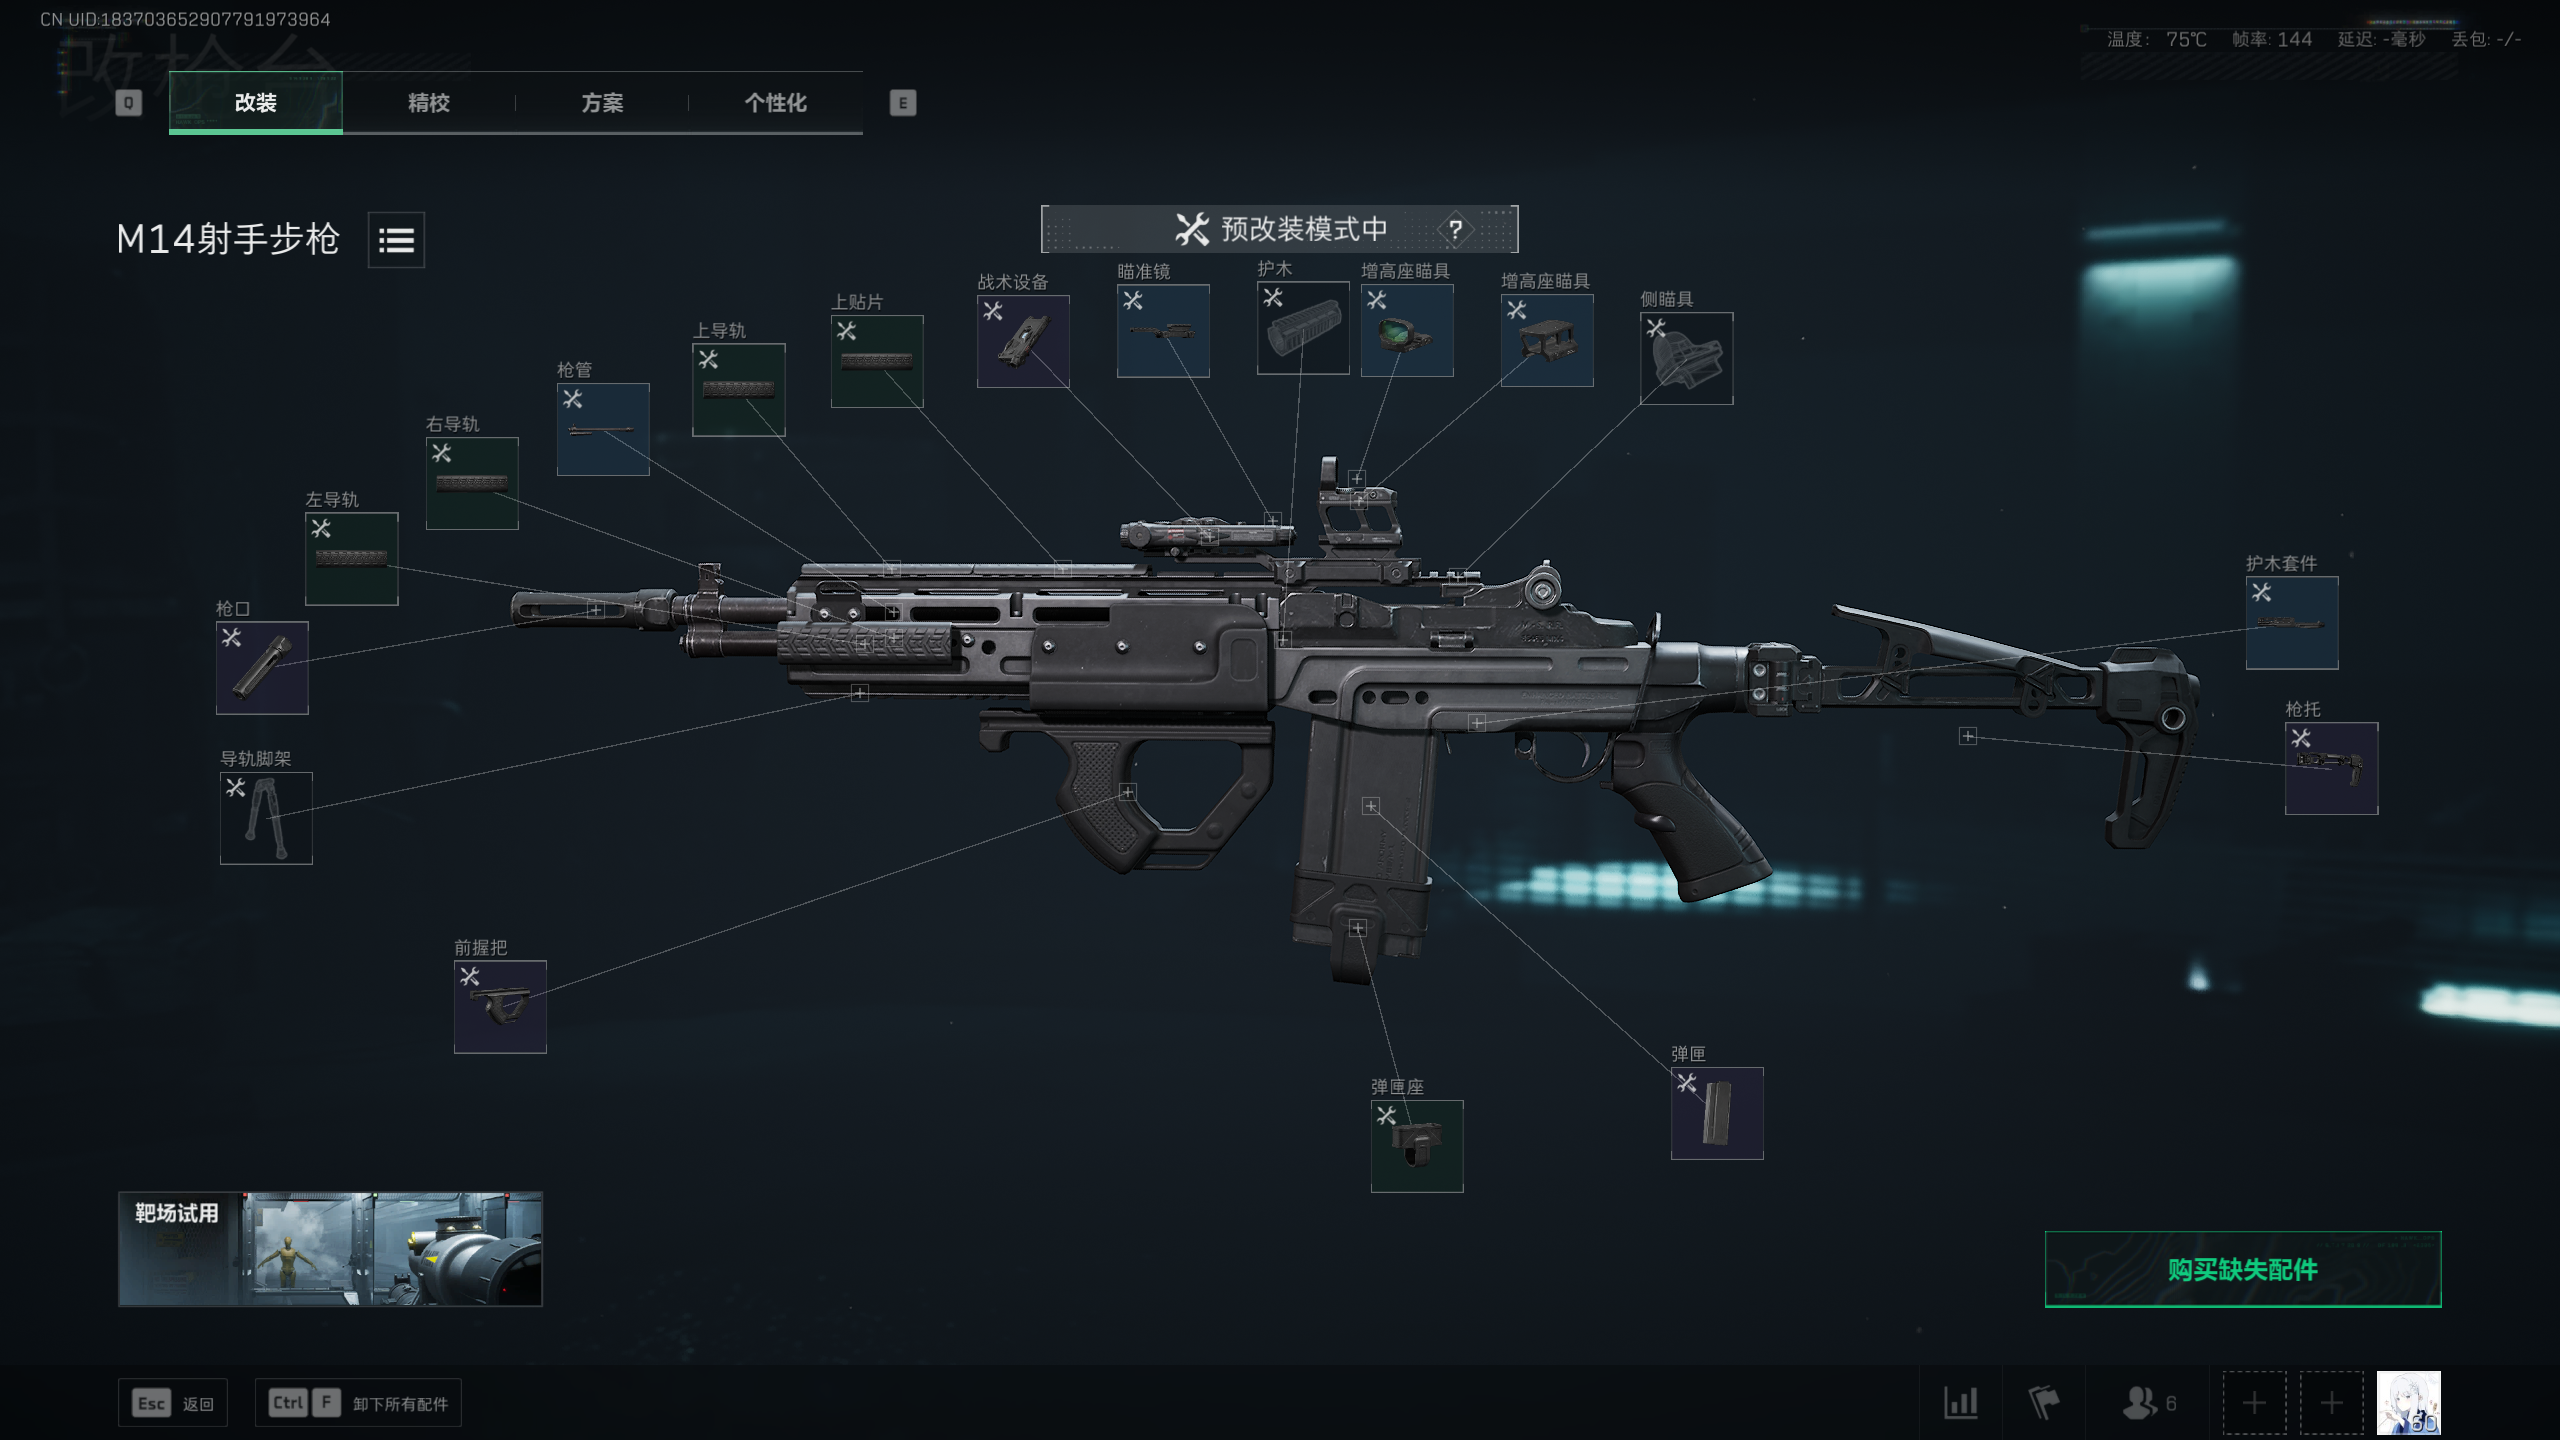 CN UID:183703652907791973964
改枪台
温度: 75℃ 帧率: 144 延迟: -毫秒 丢包: -/-
Q 改装 精校 方案 个性化 E
M14射手步枪
预改装模式中 ?
战术设备
瞄准镜
护木
增高座瞄具
增高座瞄具
侧瞄具
上贴片
上导轨
枪管
右导轨
左导轨
枪口
导轨脚架
前握把
护木套件
枪托
弹匣
弹匣座
靶场试用
购买缺失配件
Esc 返回 Ctrl F 卸下所有配件
6
60